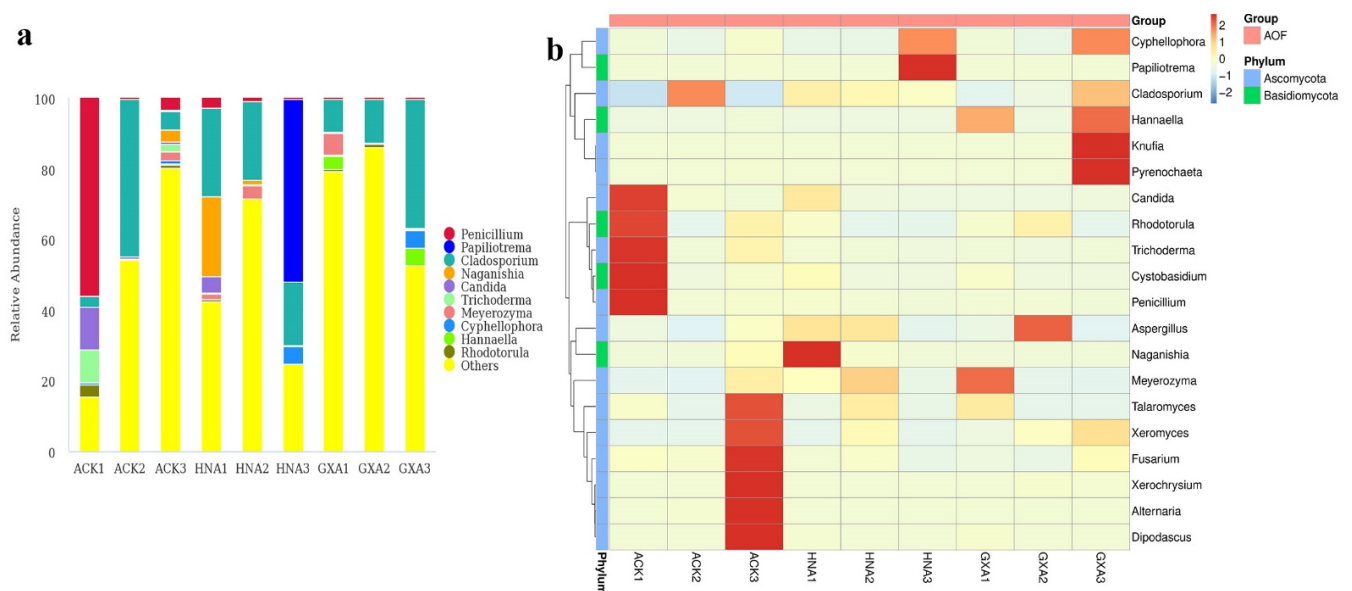 a
100
80
60
40
20
0
Relative Abundance
ACK1 ACK2 ACK3 HNA1 HNA2 HNA3 GXA1 GXA2 GXA3
Penicillium
Papiliotrema
Cladosporium
Naganishia
Candida
Trichoderma
Meyerozyma
Cyphellophora
Hannaella
Rhodotorula
Others
b
Group
Cyphellophora
Papiliotrema
Cladosporium
Hannaella
Knufia
Pyrenochaeta
Candida
Rhodotorula
Trichoderma
Cystobasidium
Penicillium
Aspergillus
Naganishia
Meyerozyma
Talaromyces
Xeromyces
Fusarium
Xerochrysium
Alternaria
Dipodascus
Phylum
ACK1 ACK2 ACK3 HNA1 HNA2 HNA3 GXA1 GXA2 GXA3
2
1
0
-1
-2
Group
AOF
Phylum
Ascomycota
Basidiomycota